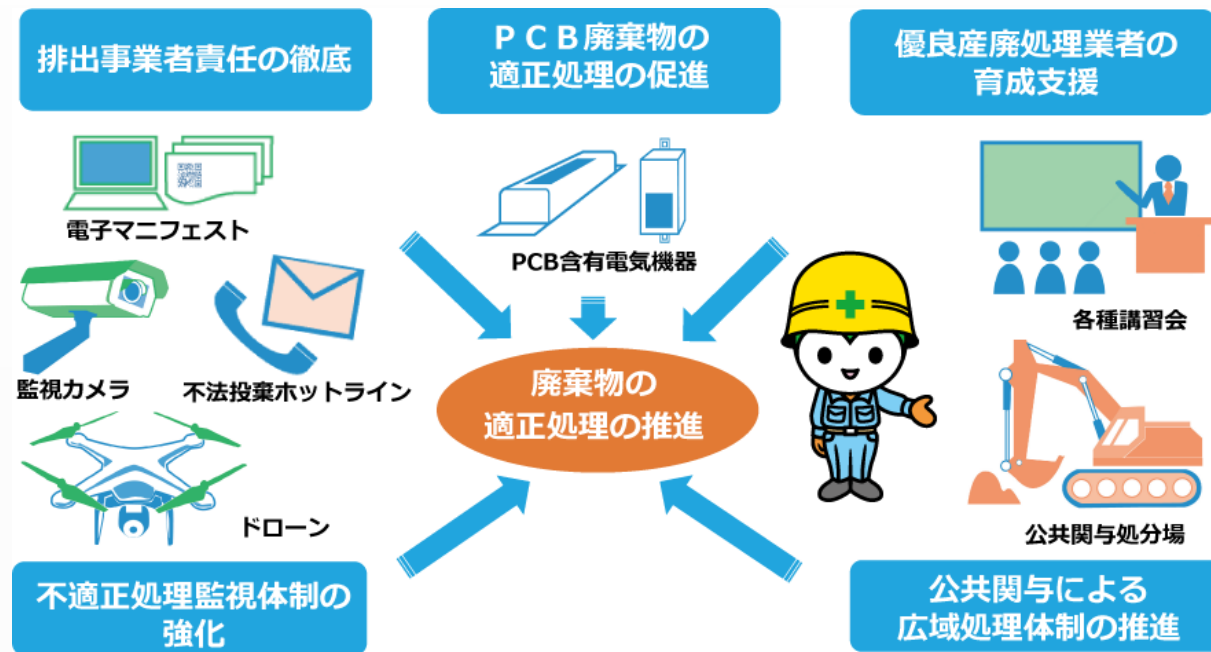 排出事業者責任の徹底
ＰＣＢ廃棄物の
適正処理の促進
優良産廃処理業者の
育成支援
電子マニフェスト
PCB含有電気機器
各種講習会
監視カメラ
不法投棄ホットライン
廃棄物の
適正処理の推進
ドローン
公共関与処分場
不適正処理監視体制の
強化
公共関与による
広域処理体制の推進